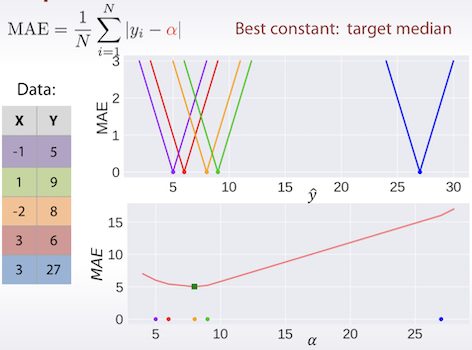 MAE = 1/N N∑i=1 |yi − α|
Best constant: target median
Data:
X Y
-1 5
1 9
-2 8
3 6
3 27
MAE
3
2
1
0
5 10 15 20 25 30
ŷ
MAE
15
10
5
0
5 10 15 20 25
α